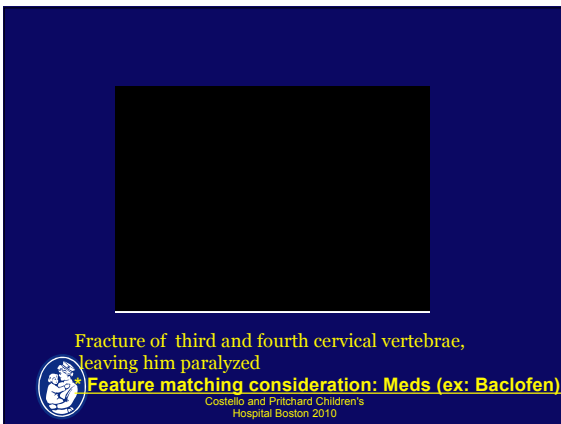 Fracture of third and fourth cervical vertebrae,
leaving him paralyzed
* Feature matching consideration: Meds (ex: Baclofen)
Costello and Pritchard Children's
Hospital Boston 2010